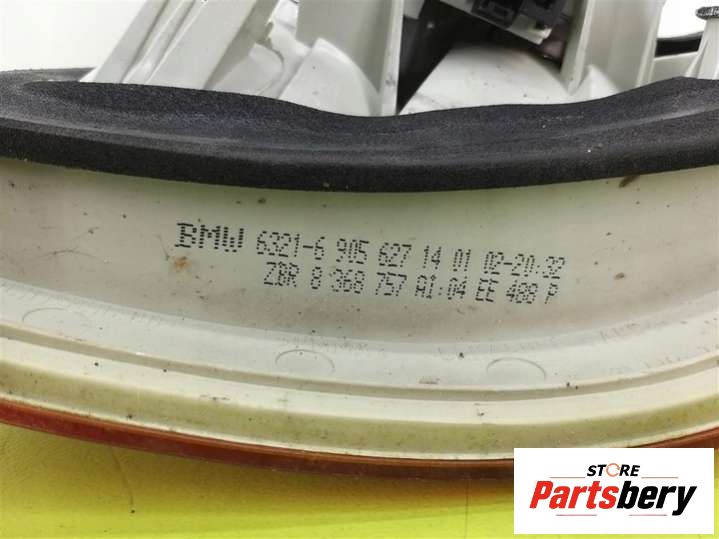 BMW 6321-6 905 627 14 01 02-20:32
ZBR 8 368 757 AI:04 EE 488 P
STORE
Partsbery